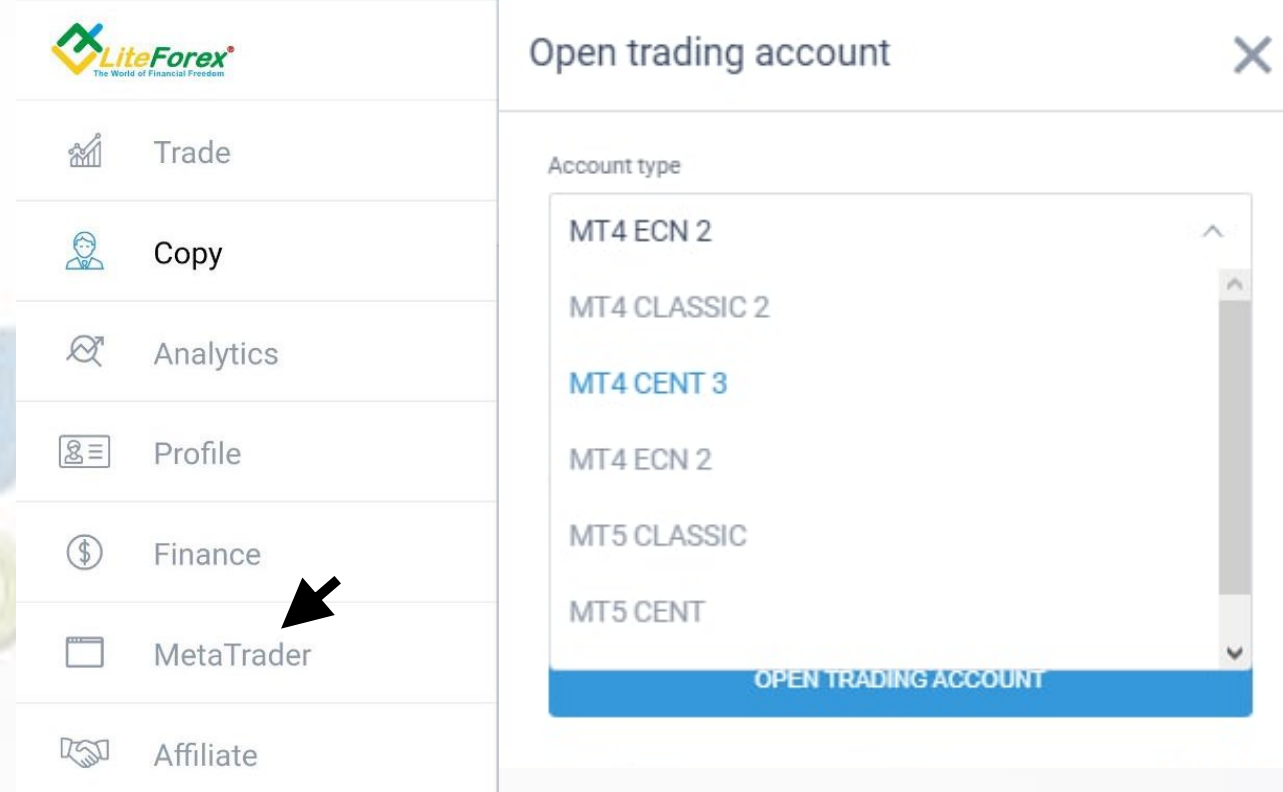 LiteForex®
The World of Financial Freedom
Trade
Copy
Analytics
Profile
Finance
MetaTrader
Affiliate
Open trading account
Account type
MT4 ECN 2
MT4 CLASSIC 2
MT4 CENT 3
MT4 ECN 2
MT5 CLASSIC
MT5 CENT
OPEN TRADING ACCOUNT